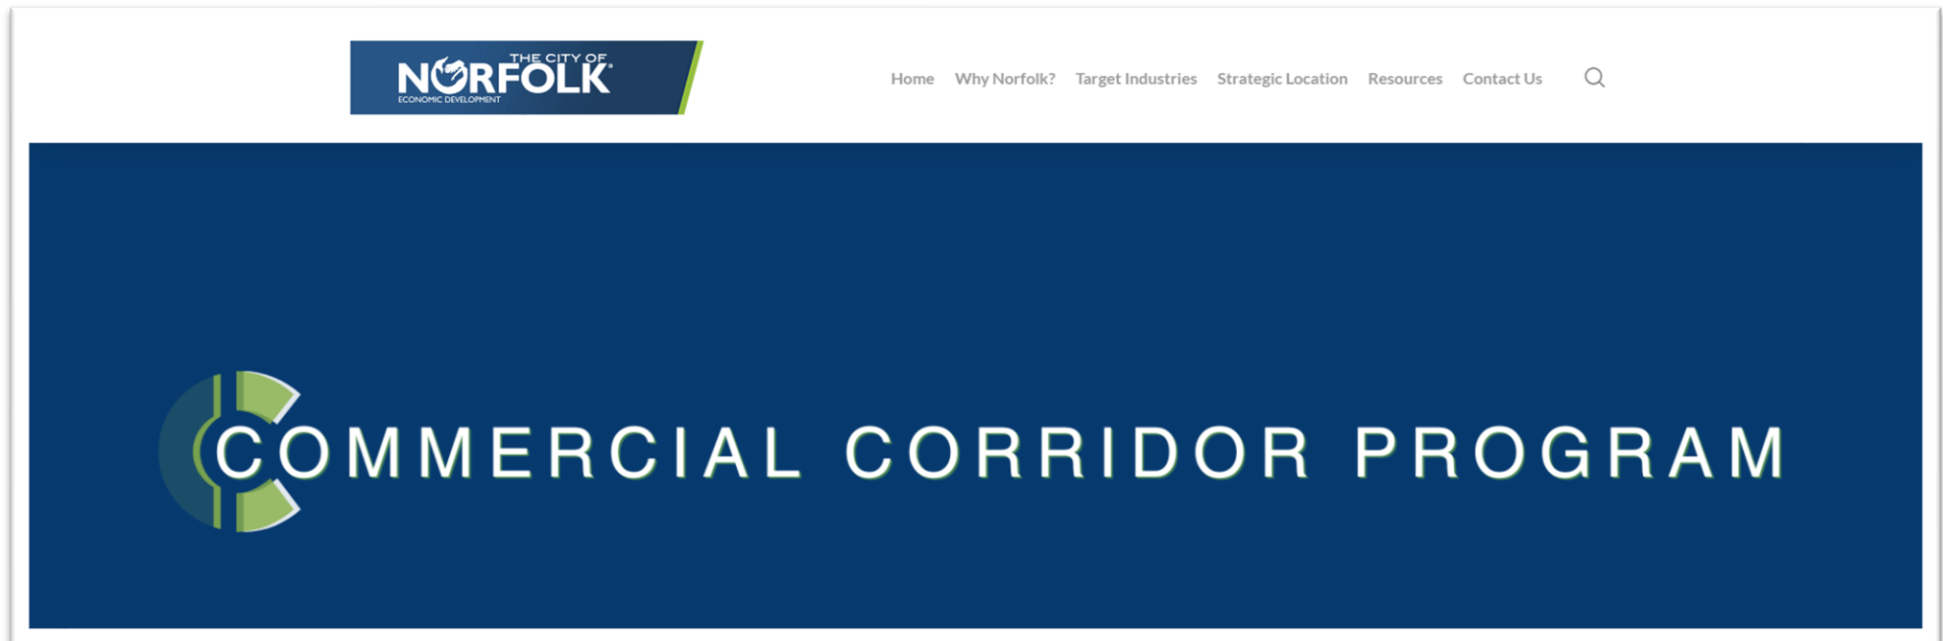 THE CITY OF
NORFOLK®
ECONOMIC DEVELOPMENT
Home Why Norfolk? Target Industries Strategic Location Resources Contact Us
COMMERCIAL CORRIDOR PROGRAM